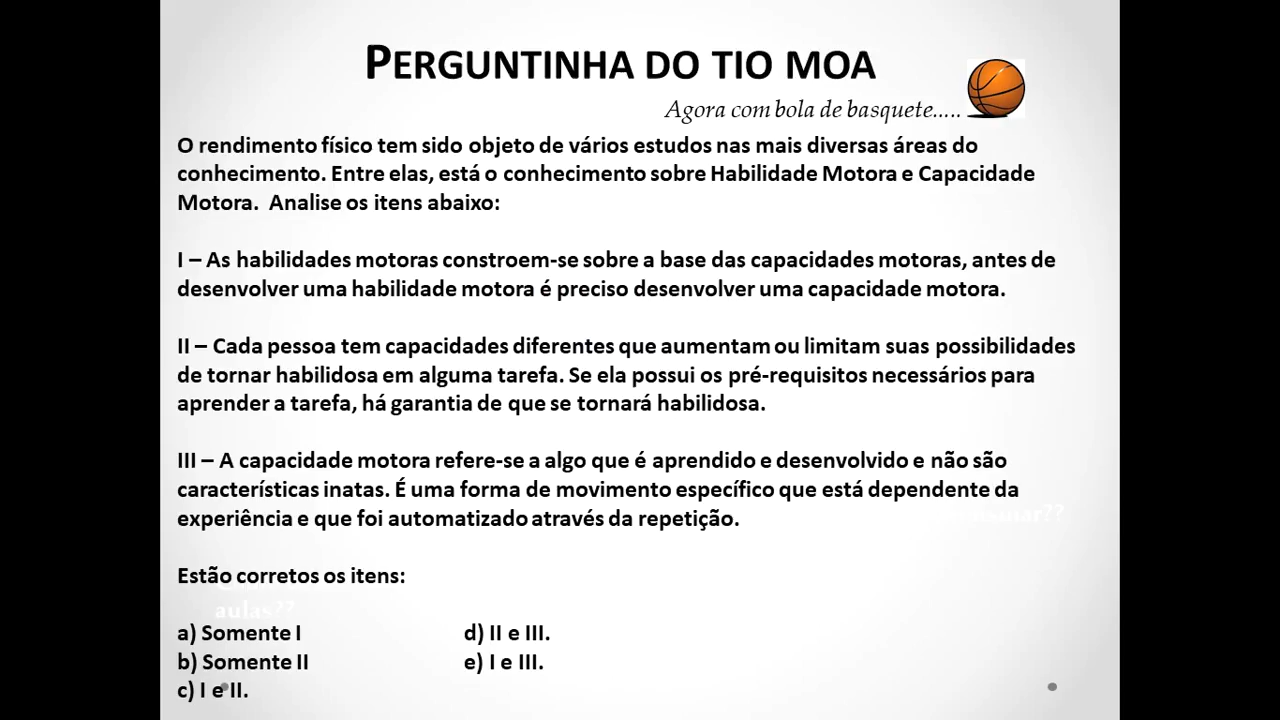 PERGUNTINHA DO TIO MOA
Agora com bola de basquete.....
O rendimento físico tem sido objeto de vários estudos nas mais diversas áreas do
conhecimento. Entre elas, está o conhecimento sobre Habilidade Motora e Capacidade
Motora. Analise os itens abaixo:
I – As habilidades motoras constroem-se sobre a base das capacidades motoras, antes de
desenvolver uma habilidade motora é preciso desenvolver uma capacidade motora.
II – Cada pessoa tem capacidades diferentes que aumentam ou limitam suas possibilidades
de tornar habilidosa em alguma tarefa. Se ela possui os pré-requisitos necessários para
aprender a tarefa, há garantia de que se tornará habilidosa.
III – A capacidade motora refere-se a algo que é aprendido e desenvolvido e não são
características inatas. É uma forma de movimento específico que está dependente da
experiência e que foi automatizado através da repetição.
Estão corretos os itens:
aulas??
a) Somente I d) II e III.
b) Somente II e) I e III.
c) I e II.